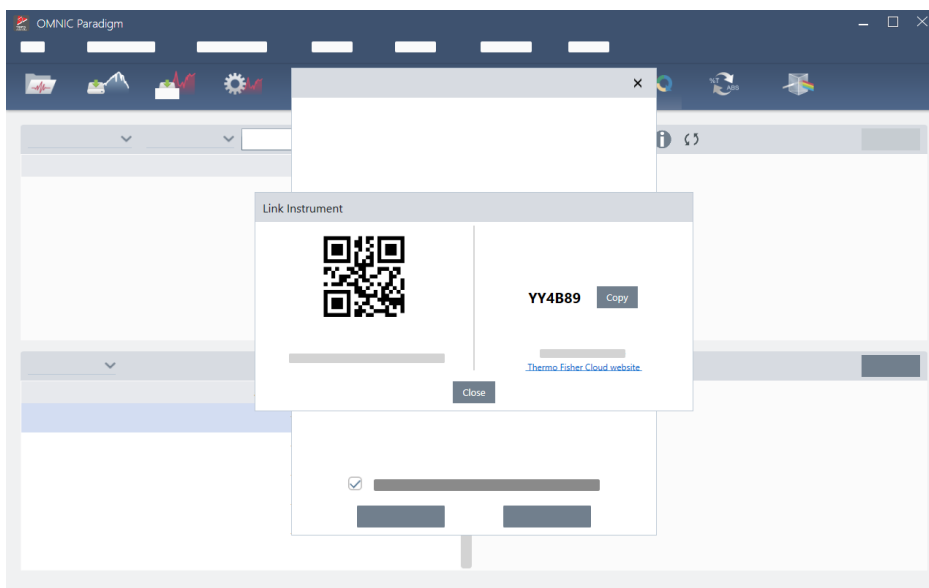 OMNIC Paradigm
%T
ABS
Link Instrument
YY4B89
Copy
Thermo Fisher Cloud website
Close